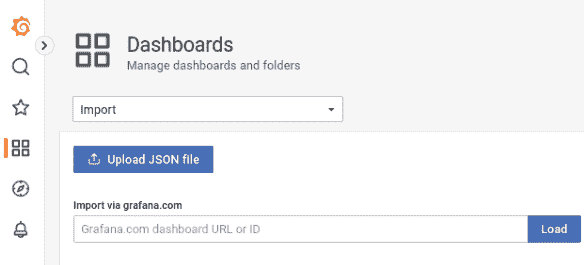 Dashboards
Manage dashboards and folders
Import
Upload JSON file
Import via grafana.com
Grafana.com dashboard URL or ID
Load